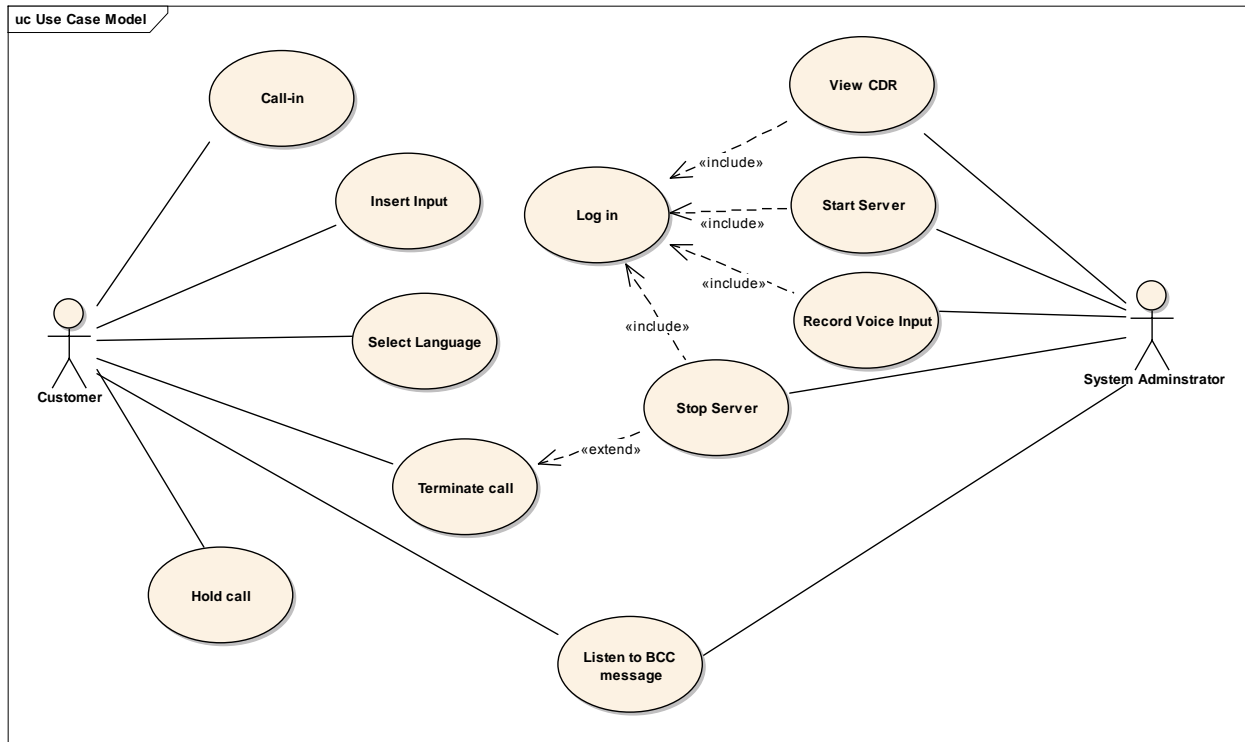 uc Use Case Model
Call-in
View CDR
«include»
Insert Input
Log in
Start Server
«include»
«include»
Record Voice Input
«include»
Select Language
Customer
System Adminstrator
Stop Server
«extend»
Terminate call
Hold call
Listen to BCC
message